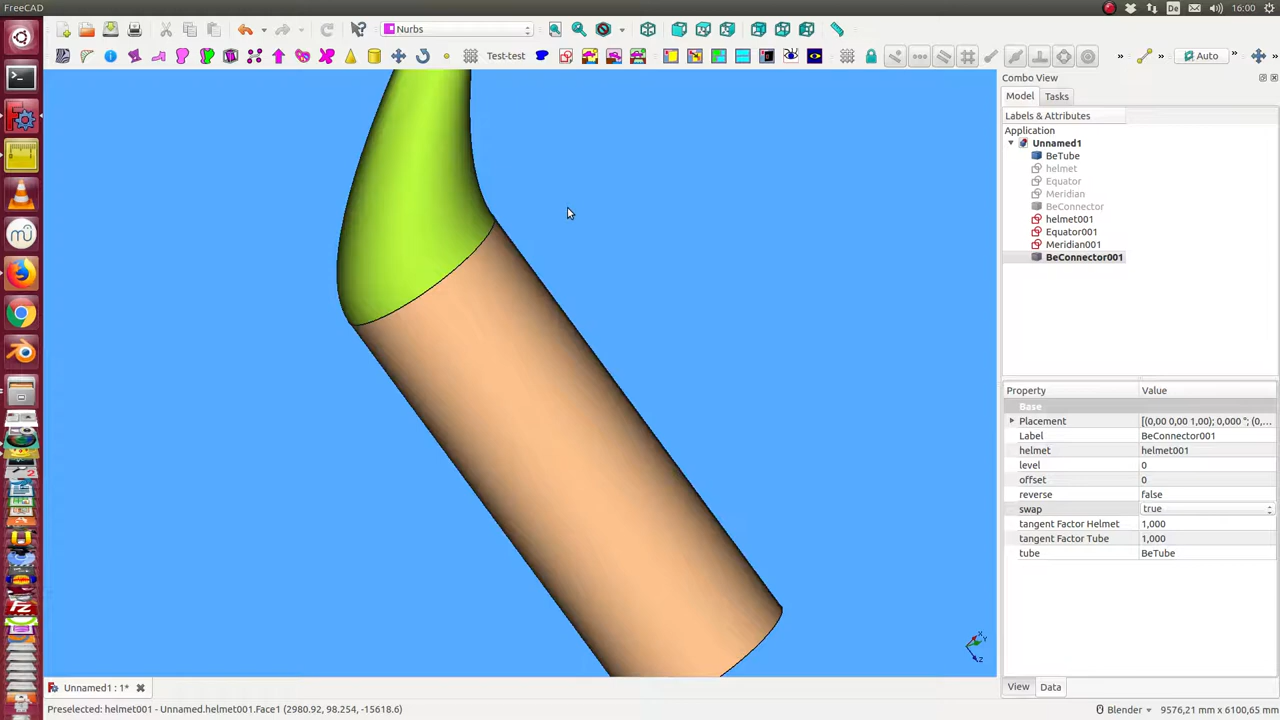 FreeCAD
De
16:00
Nurbs
Test-test
Auto
Combo View
Model
Tasks
Labels & Attributes
Application
Unnamed1
BeTube
helmet
Equator
Meridian
BeConnector
helmet001
Equator001
Meridian001
BeConnector001
Property Value
Base
Placement [(0,00 0,00 1,00); 0,000 °; (0,...
Label BeConnector001
helmet helmet001
level 0
offset 0
reverse false
swap true
tangent Factor Helmet 1,000
tangent Factor Tube 1,000
tube BeTube
X
Y
Z
View
Data
Unnamed1 : 1*
Preselected: helmet001 - Unnamed.helmet001.Face1 (2980.92, 98.254, -15618.6)
Blender
9576,21 mm x 6100,65 mm